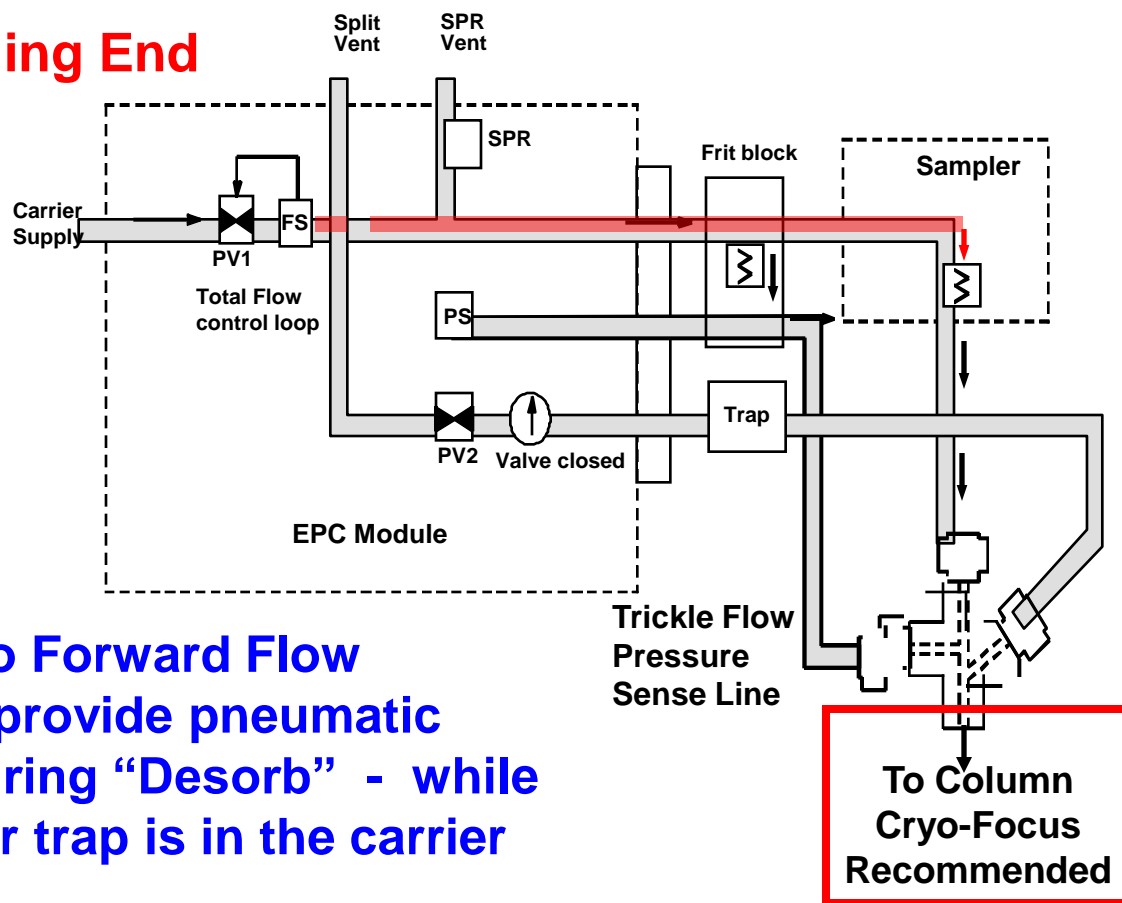 ing End
Split
Vent
SPR
Vent
SPR
Frit block
Sampler
Carrier
Supply
FS
PV1
Total Flow
control loop
PS
Trap
PV2
Valve closed
EPC Module
Trickle Flow
Pressure
Sense Line
o Forward Flow
provide pneumatic
ring “Desorb” - while
r trap is in the carrier
To Column
Cryo-Focus
Recommended